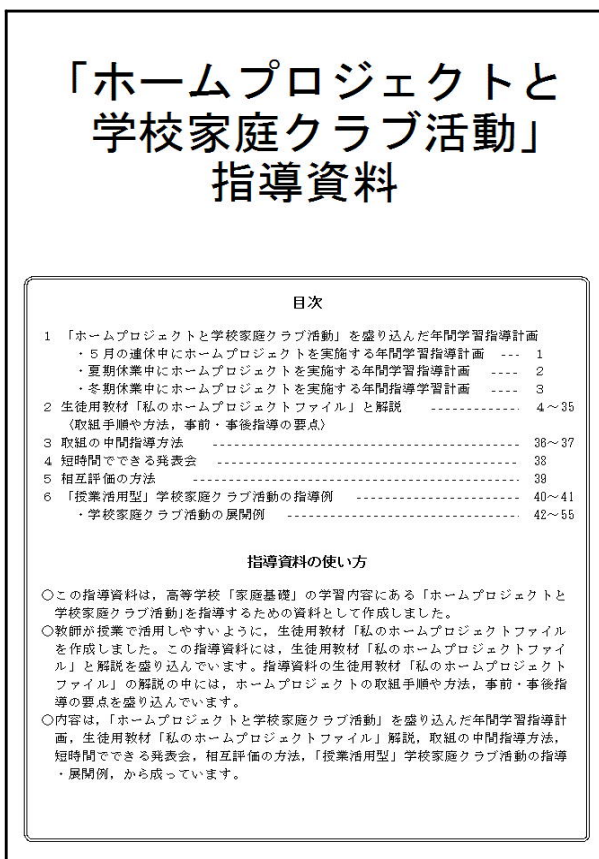 「ホームプロジェクトと
学校家庭クラブ活動」
指導資料
目次
1 「ホームプロジェクトと学校家庭クラブ活動」を盛り込んだ年間学習指導計画
・5月の連休中にホームプロジェクトを実施する年間学習指導計画 --- 1
・夏期休業中にホームプロジェクトを実施する年間学習指導計画 ---- 2
・冬期休業中にホームプロジェクトを実施する年間指導学習計画 ---- 3
2 生徒用教材「私のホームプロジェクトファイル」と解説 ------------- 4~35
〈取組手順や方法，事前・事後指導の要点〉
3 取組の中間指導方法 --------------------------------------------- 36~37
4 短時間でできる発表会 ------------------------------------------- 38
5 相互評価の方法 ------------------------------------------------- 39
6 「授業活用型」学校家庭クラブ活動の指導例 ------------------------ 40~41
・学校家庭クラブ活動の展開例 ---------------------------------- 42~55
指導資料の使い方
○この指導資料は，高等学校「家庭基礎」の学習内容にある「ホームプロジェクトと
学校家庭クラブ活動」を指導するための資料として作成しました。
○教師が授業で活用しやすいように，生徒用教材「私のホームプロジェクトファイル
を作成しました。この指導資料には，生徒用教材「私のホームプロジェクトファイ
ル」と解説を盛り込んでいます。指導資料の生徒用教材「私のホームプロジェクト
ファイル」の解説の中には，ホームプロジェクトの取組手順や方法，事前・事後指
導の要点を盛り込んでいます。
○内容は，「ホームプロジェクトと学校家庭クラブ活動」を盛り込んだ年間学習指導計
画，生徒用教材「私のホームプロジェクトファイル」解説，取組の中間指導方法，
短時間でできる発表会，相互評価の方法，「授業活用型」学校家庭クラブ活動の指導
・展開例，から成っています。